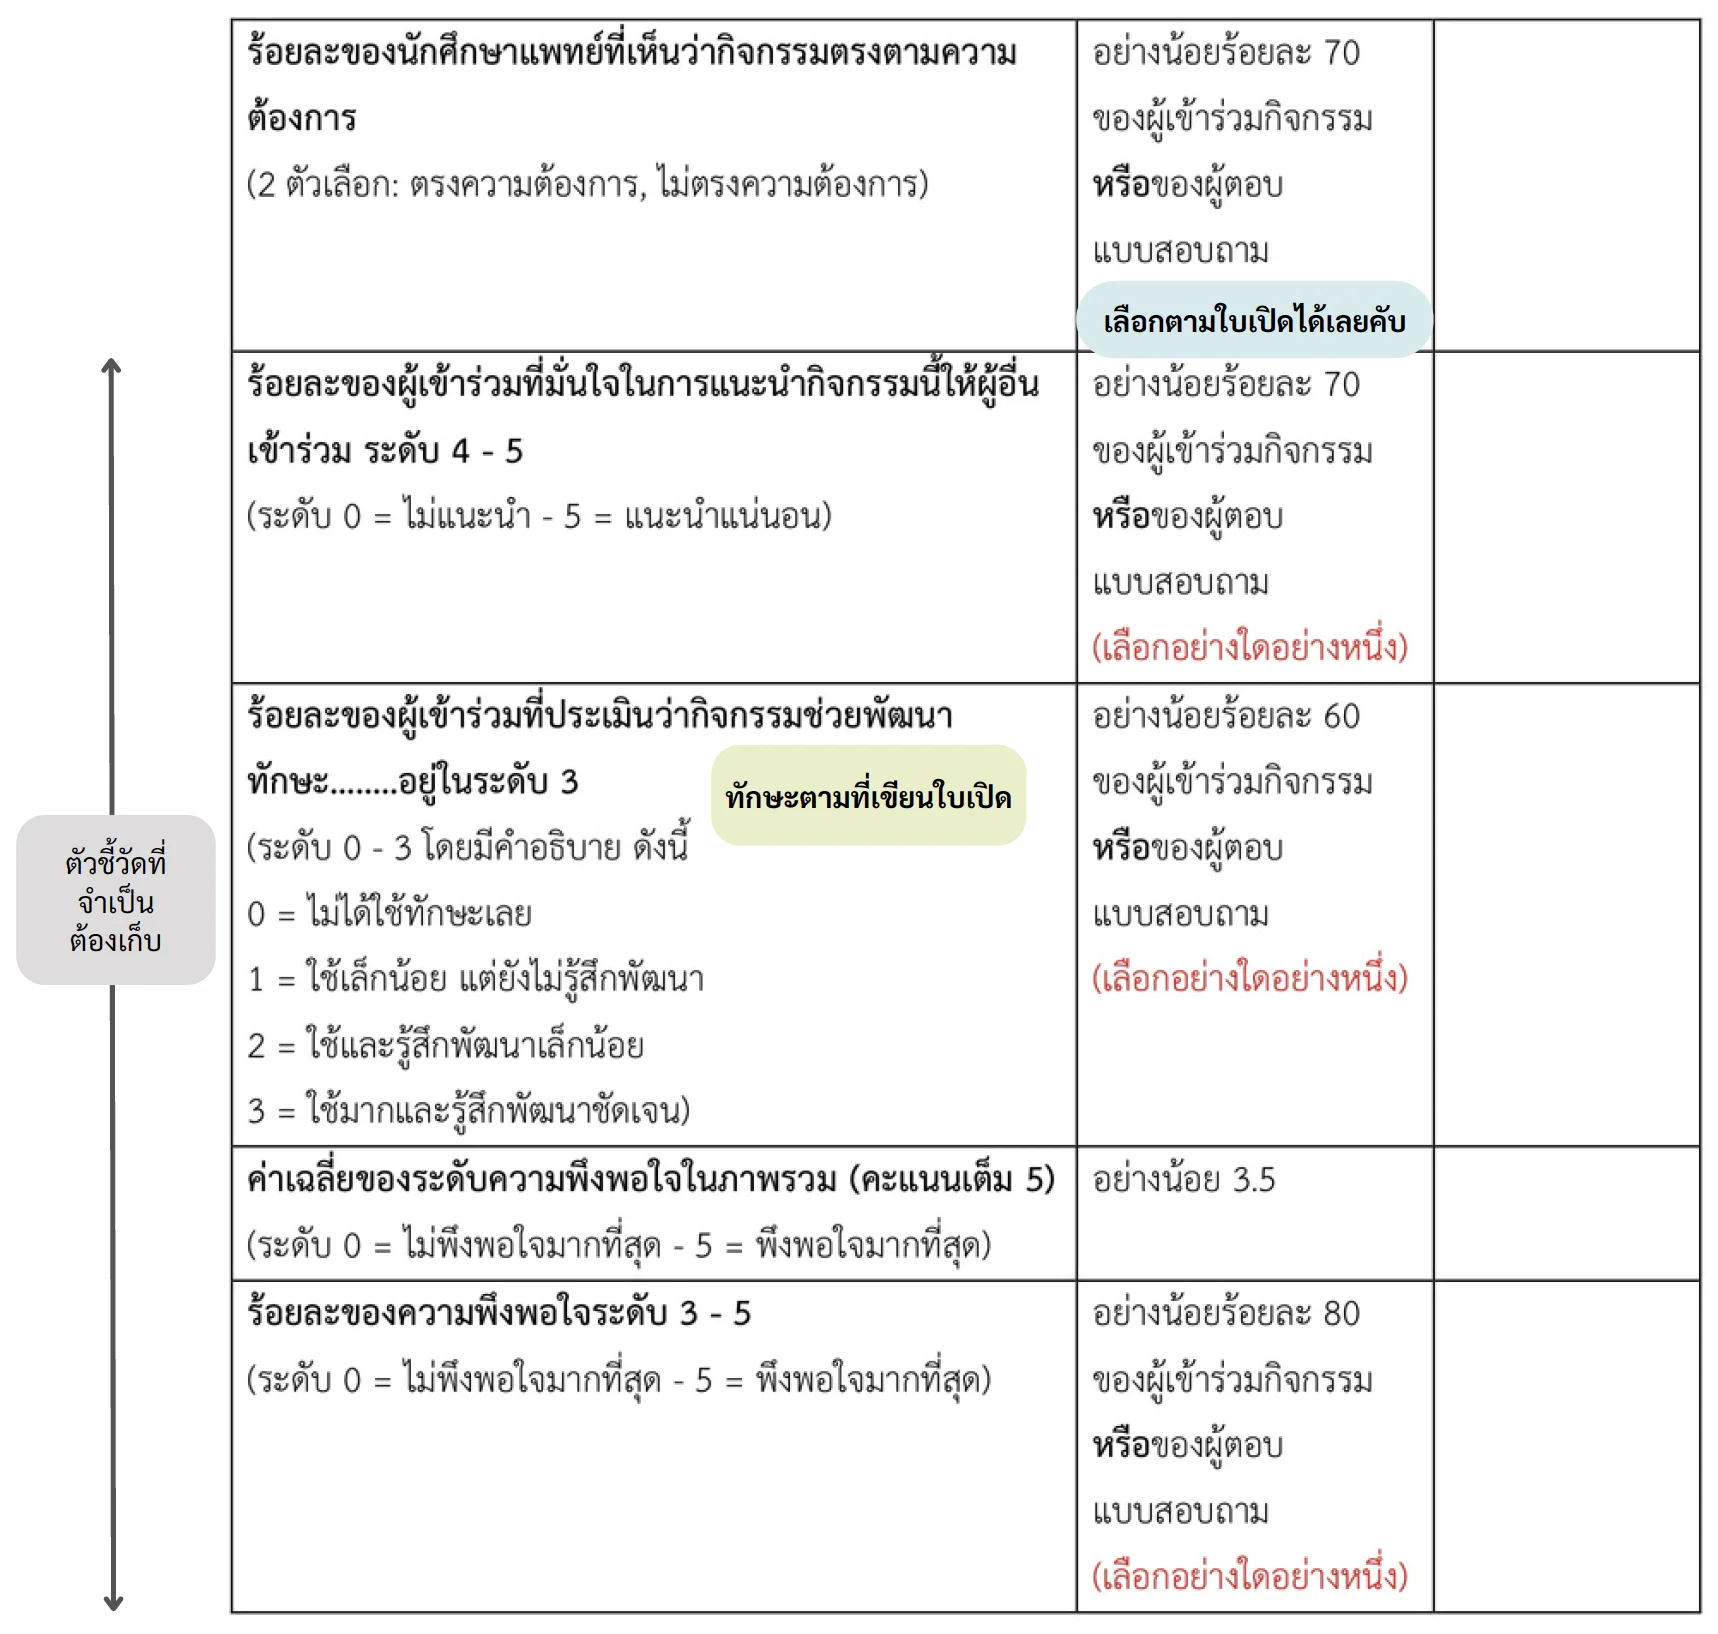 ร้อยละของนักศึกษาแพทย์ที่เห็นว่ากิจกรรมตรงตามความ
ต้องการ
(2 ตัวเลือก: ตรงความต้องการ, ไม่ตรงความต้องการ)
อย่างน้อยร้อยละ 70
ของผู้เข้าร่วมกิจกรรม
หรือของผู้ตอบ
แบบสอบถาม
เลือกตามใบเปิดได้เลยคับ
ร้อยละของผู้เข้าร่วมที่มั่นใจในการแนะนำกิจกรรมนี้ให้ผู้อื่น
เข้าร่วม ระดับ 4 - 5
(ระดับ 0 = ไม่แนะนำ - 5 = แนะนำแน่นอน)
อย่างน้อยร้อยละ 70
ของผู้เข้าร่วมกิจกรรม
หรือของผู้ตอบ
แบบสอบถาม
(เลือกอย่างใดอย่างหนึ่ง)
ตัวชี้วัดที่
จำเป็น
ต้องเก็บ
ร้อยละของผู้เข้าร่วมที่ประเมินว่ากิจกรรมช่วยพัฒนา
ทักษะ........อยู่ในระดับ 3
ทักษะตามที่เขียนใบเปิด
(ระดับ 0 - 3 โดยมีคำอธิบาย ดังนี้
0 = ไม่ได้ใช้ทักษะเลย
1 = ใช้เล็กน้อย แต่ยังไม่รู้สึกพัฒนา
2 = ใช้และรู้สึกพัฒนาเล็กน้อย
3 = ใช้มากและรู้สึกพัฒนาชัดเจน)
อย่างน้อยร้อยละ 60
ของผู้เข้าร่วมกิจกรรม
หรือของผู้ตอบ
แบบสอบถาม
(เลือกอย่างใดอย่างหนึ่ง)
ค่าเฉลี่ยของระดับความพึงพอใจในภาพรวม (คะแนนเต็ม 5)
(ระดับ 0 = ไม่พึงพอใจมากที่สุด - 5 = พึงพอใจมากที่สุด)
อย่างน้อย 3.5
ร้อยละของความพึงพอใจระดับ 3 - 5
(ระดับ 0 = ไม่พึงพอใจมากที่สุด - 5 = พึงพอใจมากที่สุด)
อย่างน้อยร้อยละ 80
ของผู้เข้าร่วมกิจกรรม
หรือของผู้ตอบ
แบบสอบถาม
(เลือกอย่างใดอย่างหนึ่ง)